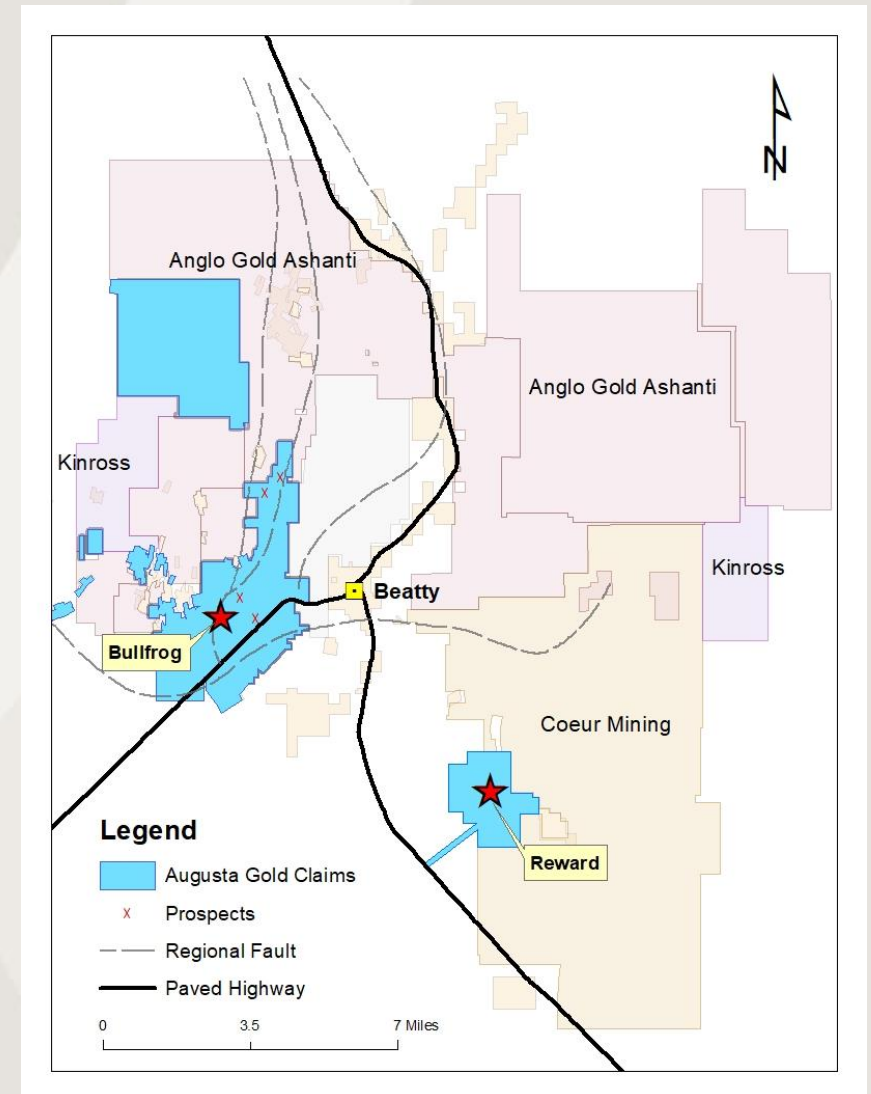 N
Anglo Gold Ashanti
Anglo Gold Ashanti
Kinross
Kinross
Beatty
Bullfrog
Coeur Mining
Reward
Legend
Augusta Gold Claims
X Prospects
Regional Fault
Paved Highway
0 3.5 7 Miles